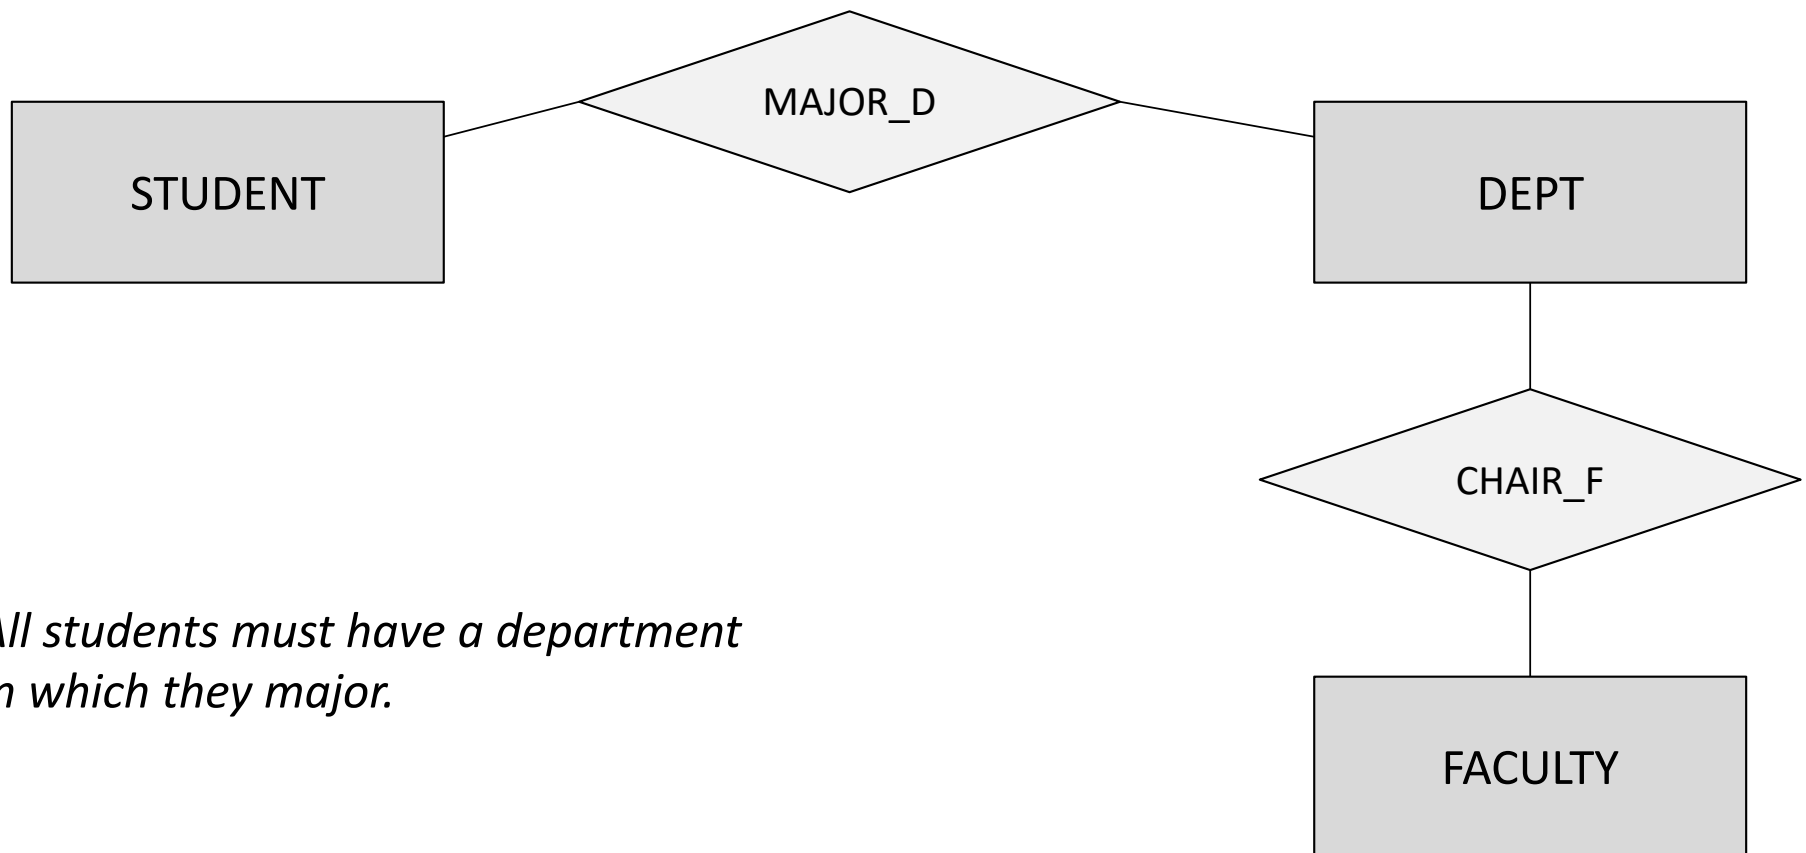 MAJOR_D
STUDENT
DEPT
CHAIR_F
All students must have a department
n which they major.
FACULTY